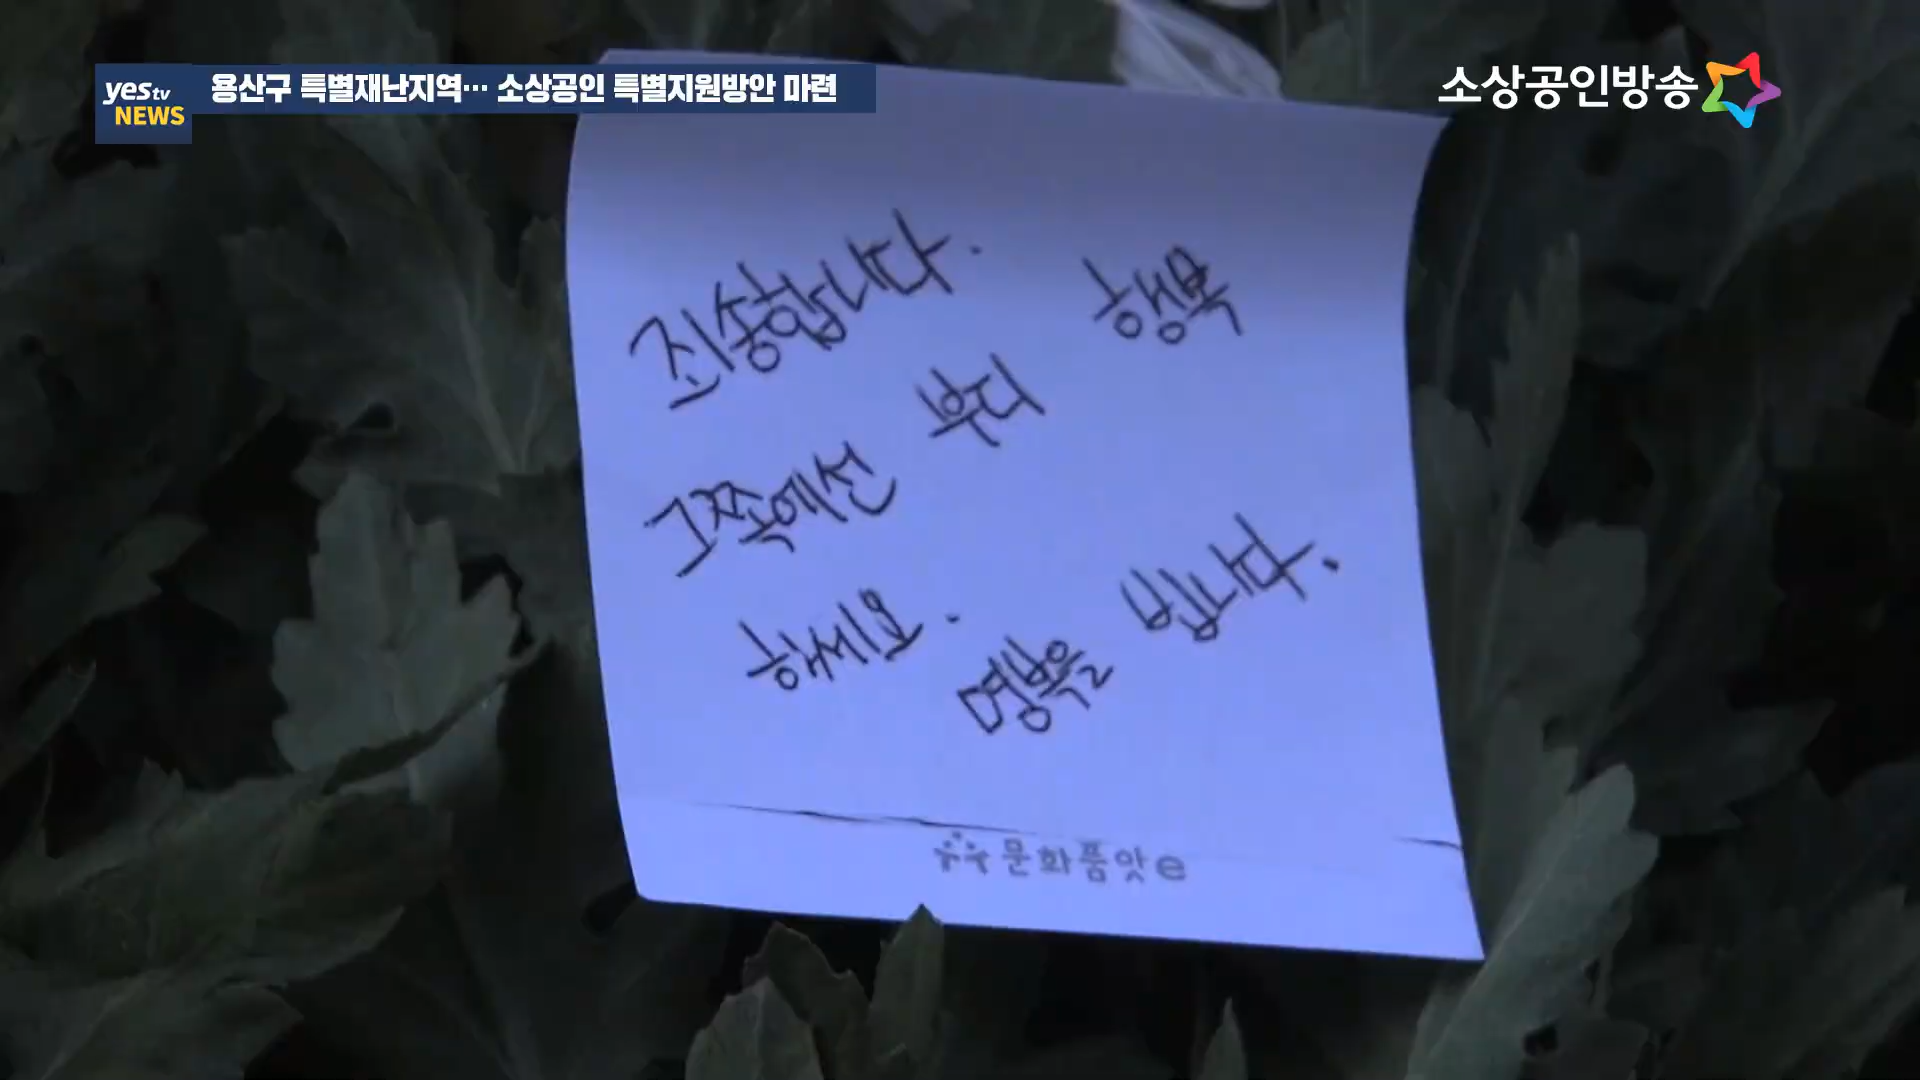 yes tv
NEWS
용산구 특별재난지역… 소상공인 특별지원방안 마련
소상공인방송
죄송합니다.
그쪽에선 부디 행복
하세요. 명복을 빕니다.
문화품앗e